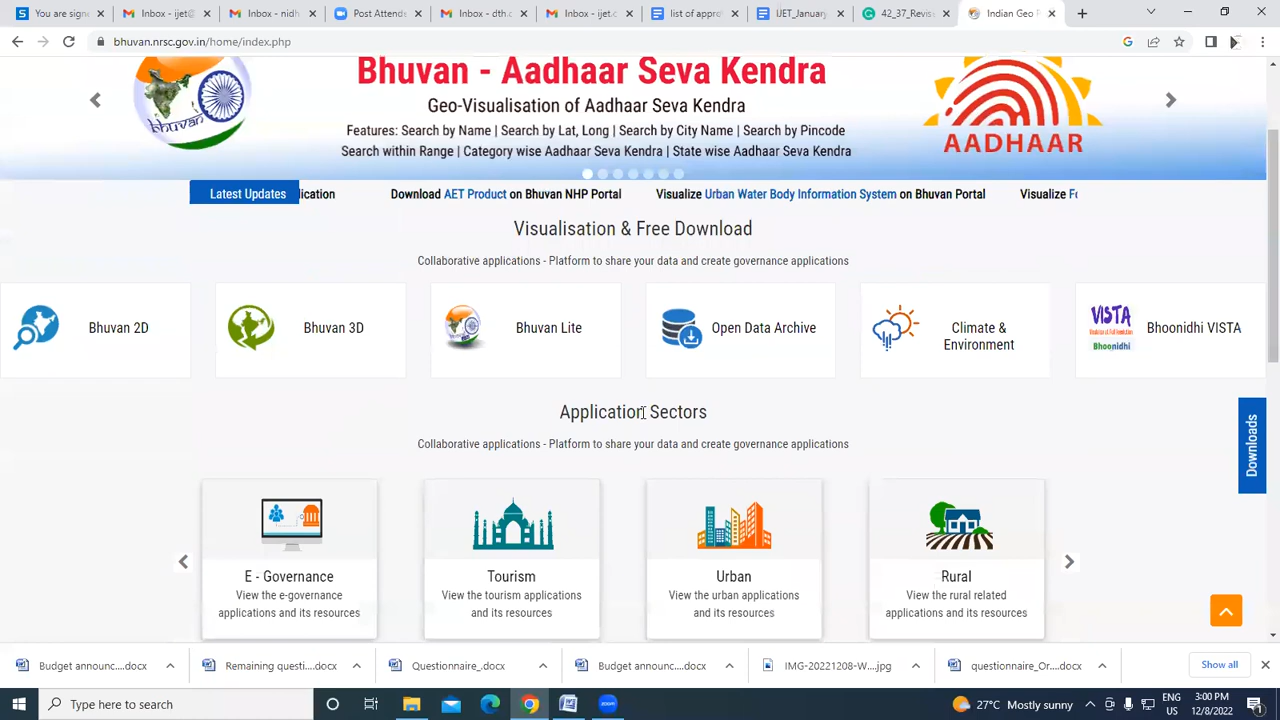 You are signe
Inbox - ijet@
Inbox - nidh
Post Attende
Inbox - dth.c
Inbox - ijet.c
list of appro
IJET_January
42_37_Revis
Indian Geo P
bhuvan.nrsc.gov.in/home/index.php
Bhuvan - Aadhaar Seva Kendra
Geo-Visualisation of Aadhaar Seva Kendra
Features: Search by Name | Search by Lat, Long | Search by City Name | Search by Pincode
Search within Range | Category wise Aadhaar Seva Kendra | State wise Aadhaar Seva Kendra
bhuvan
AADHAAR
Latest Updates
lication Download AET Product on Bhuvan NHP Portal Visualize Urban Water Body Information System on Bhuvan Portal Visualize Fo
Visualisation & Free Download
Collaborative applications - Platform to share your data and create governance applications
Bhuvan 2D
Bhuvan 3D
Bhuvan Lite
Open Data Archive
Climate &
Environment
VISTA
Bhoonidhi
Bhoonidhi VISTA
Application Sectors
Collaborative applications - Platform to share your data and create governance applications
Downloads
E - Governance
View the e-governance
applications and its resources
Tourism
View the tourism applications
and its resources
Urban
View the urban applications
and its resources
Rural
View the rural related
applications and its resources
Budget announc....docx
Remaining questi....docx
Questionnaire_.docx
Budget announc....docx
IMG-20221208-W....jpg
questionnaire_Or....docx
Show all
Type here to search
27°C Mostly sunny
ENG
US
3:00 PM
12/8/2022